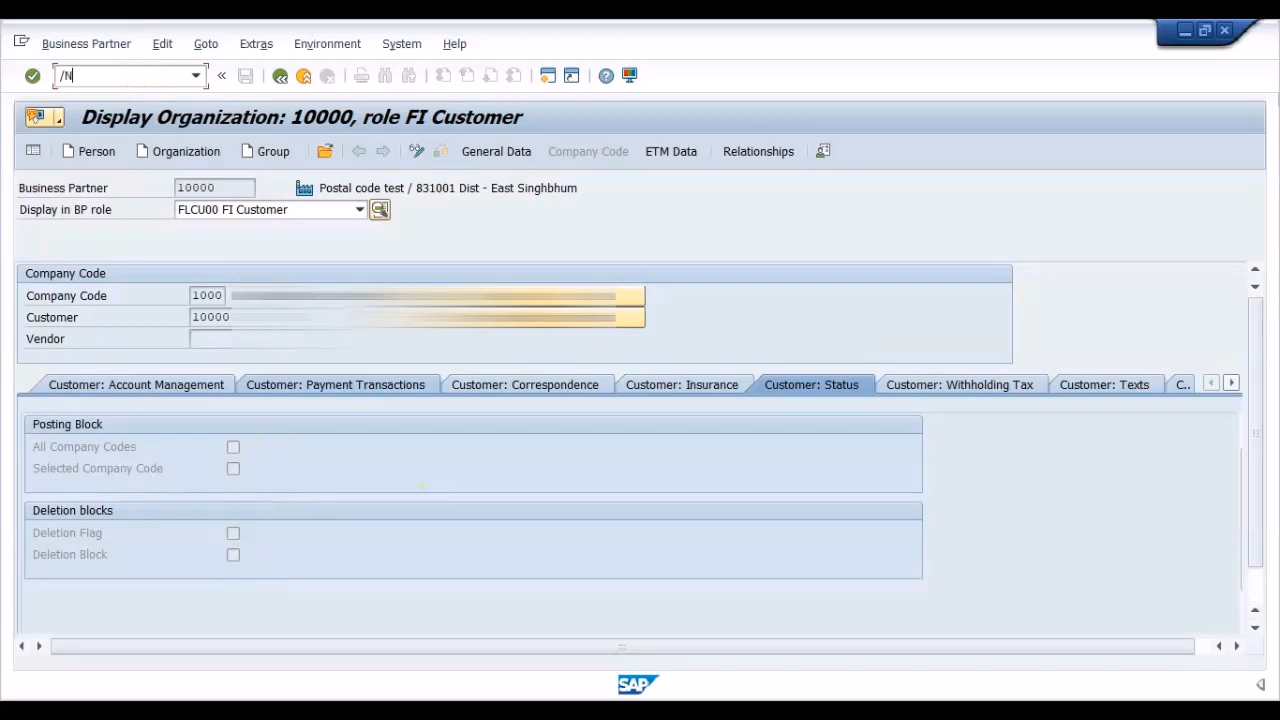 Business Partner Edit Goto Extras Environment System Help
/N
Display Organization: 10000, role FI Customer
Person Organization Group General Data Company Code ETM Data Relationships
Business Partner 10000 Postal code test / 831001 Dist - East Singhbhum
Display in BP role FLCU00 FI Customer
Company Code
Company Code 1000
Customer 10000
Vendor
Customer: Account Management Customer: Payment Transactions Customer: Correspondence Customer: Insurance Customer: Status Customer: Withholding Tax Customer: Texts C..
Posting Block
All Company Codes
Selected Company Code
Deletion blocks
Deletion Flag
Deletion Block
SAP